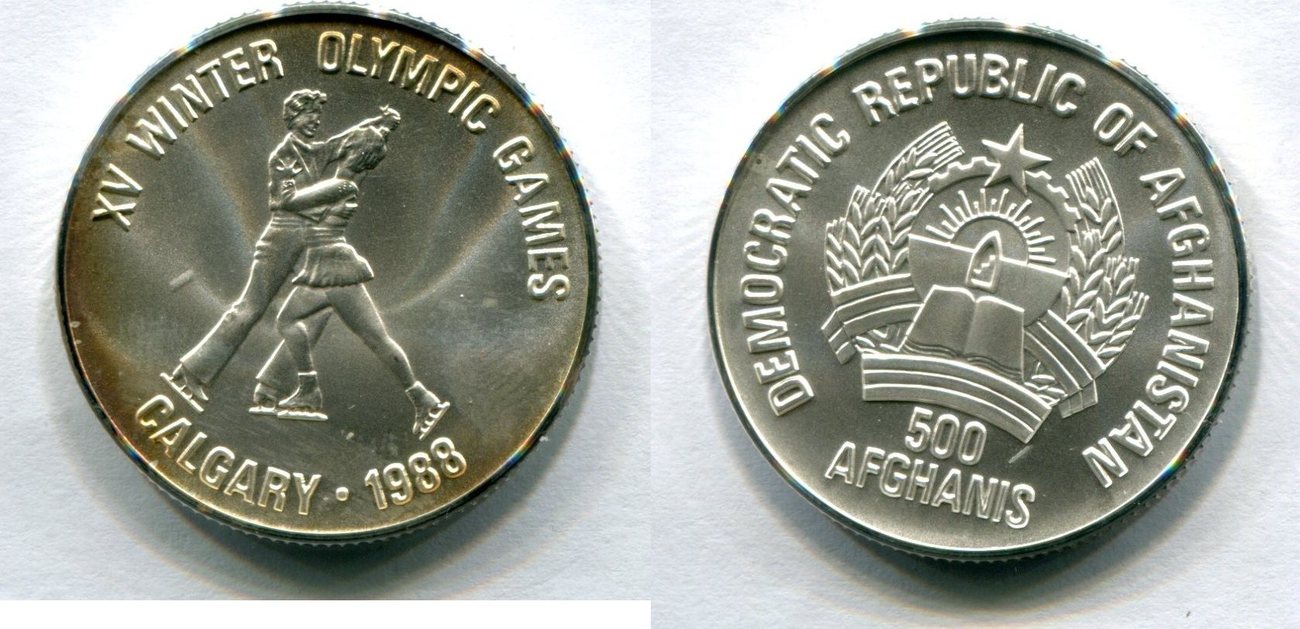 XV WINTER OLYMPIC GAMES
CALGARY · 1988
DEMOCRATIC REPUBLIC OF AFGHANISTAN
500
AFGHANIS